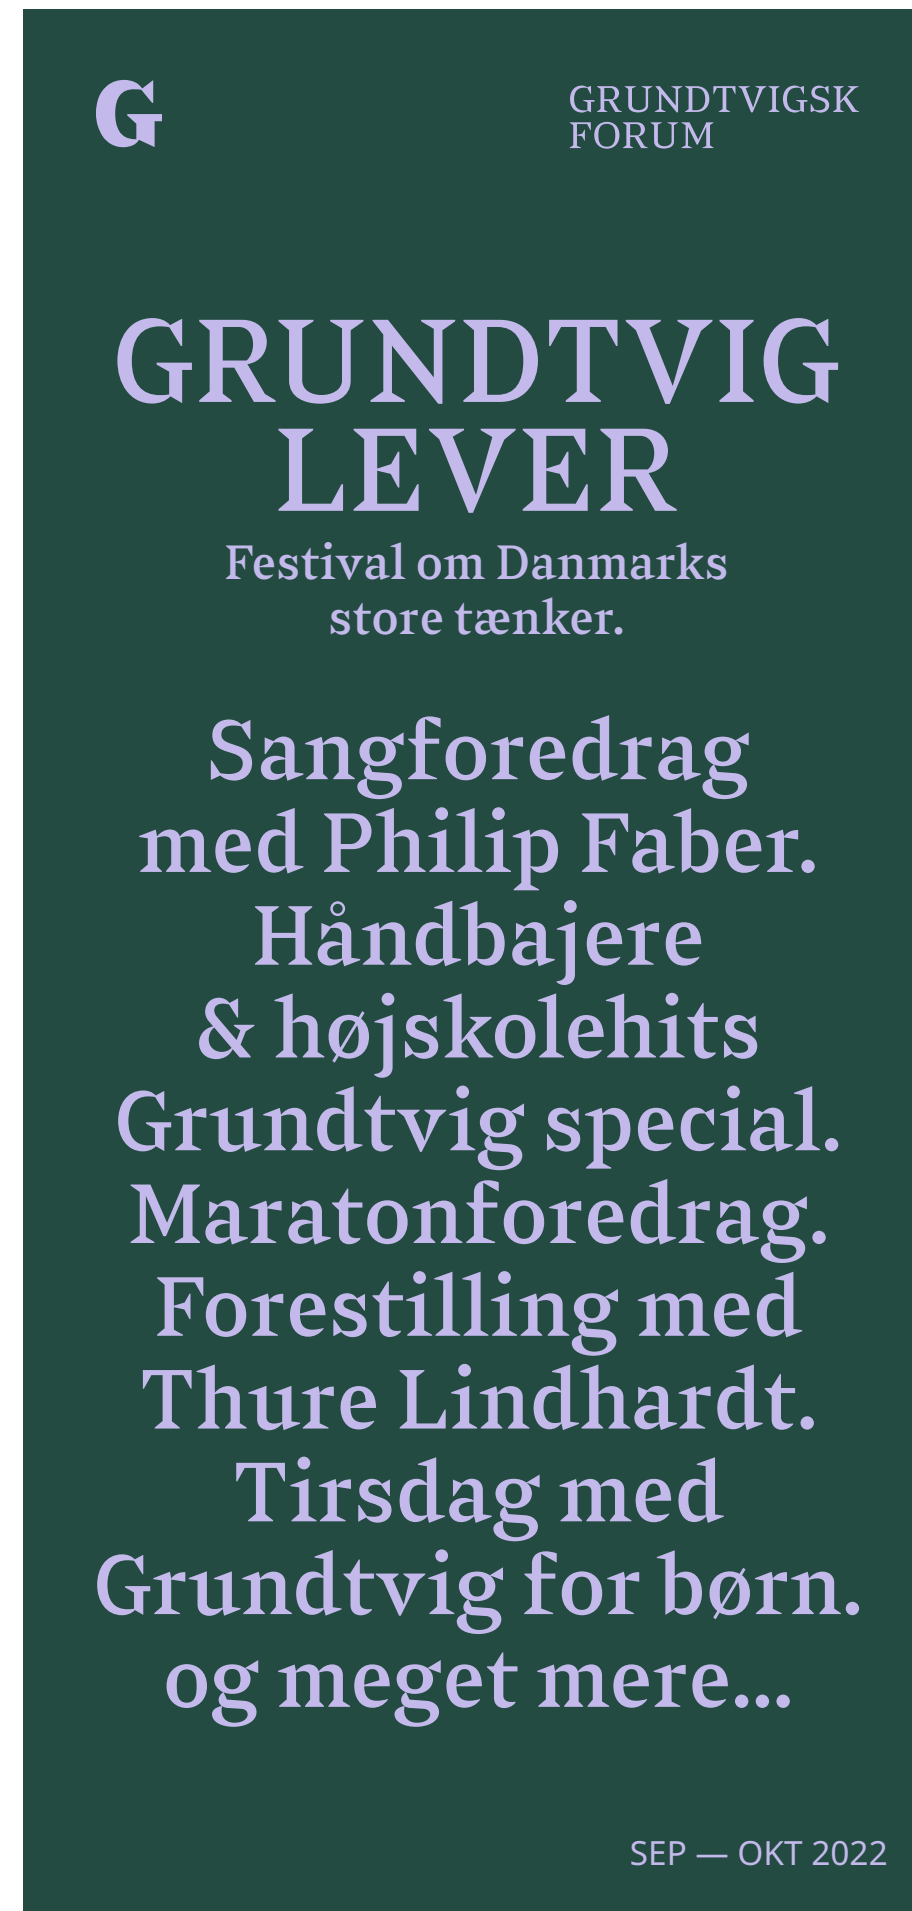 G
GRUNDTVIGSK
FORUM
GRUNDTVIG
LEVER
Festival om Danmarks
store tænker.
Sangforedrag
med Philip Faber.
Håndbajere
& højskolehits
Grundtvig special.
Maratonforedrag.
Forestilling med
Thure Lindhardt.
Tirsdag med
Grundtvig for børn.
og meget mere...
SEP — OKT 2022